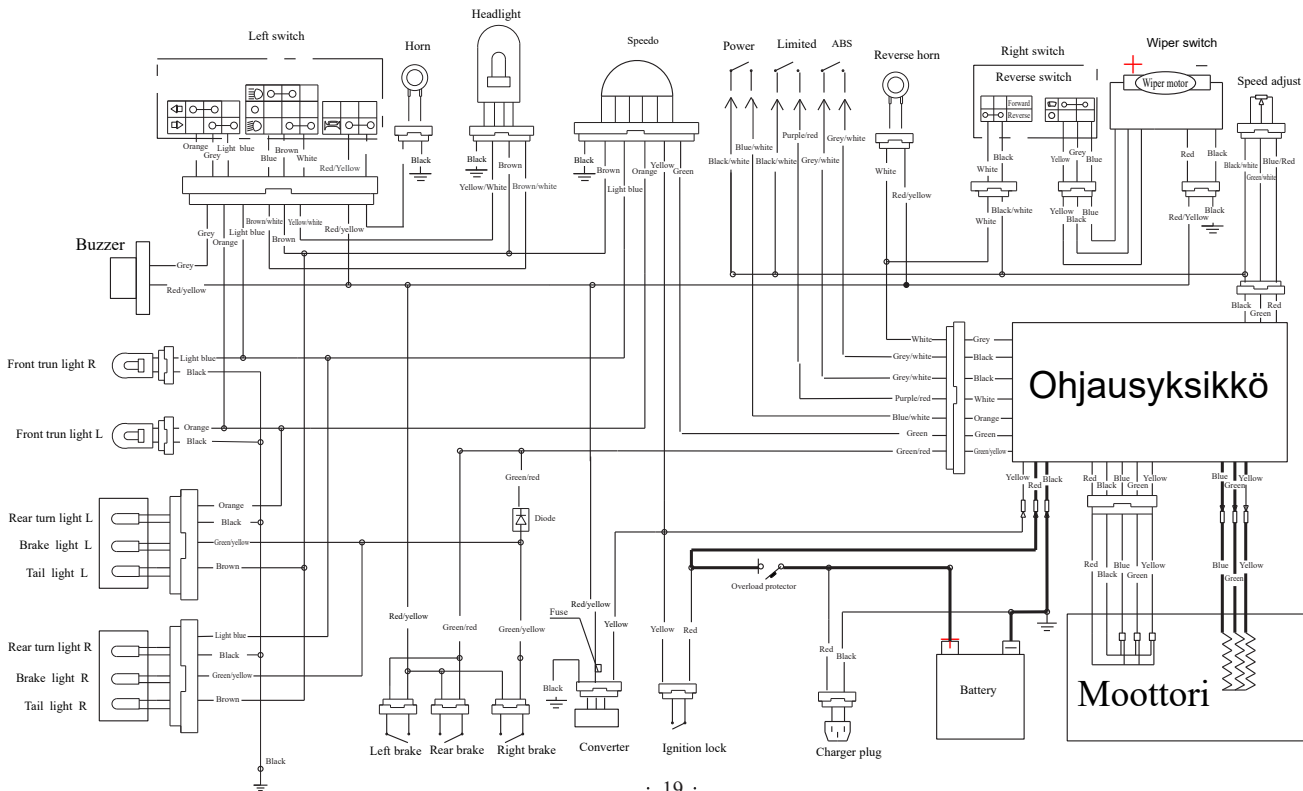 Left switch
Horn
Headlight
Speedo
Power
Limited
ABS
Reverse horn
Right switch
Reverse switch
Forward
Reverse
Wiper switch
+
−
Wiper motor
Speed adjust
Orange
Grey
Light blue
Blue
Brown
White
Red/Yellow
Black
Black
Yellow/White
Brown
Brown/white
Black
Brown
Light blue
Yellow
Orange
Green
Black/white
Blue/white
Black/white
Purple/red
Grey/white
Grey/white
White
Red/yellow
White
Black
White
Black/white
Yellow
Grey
Blue
Yellow
Black
Blue
Red
Black
Red/Yellow
Black
Black/white
Green/white
Blue/Red
Black
Green
Red
Grey
Orange
Light blue
Brown/white
Brown
Yellow/white
Red/yellow
Buzzer
Grey
Red/yellow
Front trun light R
Light blue
Black
Front trun light L
Orange
Black
Rear turn light L
Brake light L
Tail light L
Orange
Black
Green/yellow
Brown
Rear turn light R
Brake light R
Tail light R
Light blue
Black
Green/yellow
Brown
Black
White
Grey
Grey/white
Black
Grey/white
Black
Purple/red
White
Blue/white
Orange
Green
Green
Green/red
Green/yellow
Ohjausyksikkö
Green/red
Diode
Yellow
Red
Black
Red
Black
Blue
Green
Yellow
Blue
Green
Yellow
Overload protector
Red/yellow
Green/red
Green/yellow
Fuse
Red/yellow
Yellow
Black
Yellow
Red
Red
Black
Red
Black
Blue
Green
Yellow
Blue
Green
Yellow
+
−
Battery
Moottori
Left brake
Rear brake
Right brake
Converter
Ignition lock
Charger plug
· 19 ·